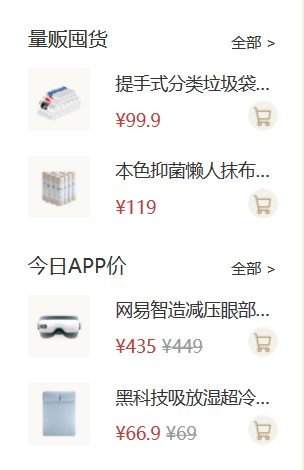 量贩囤货
全部 >
提手式分类垃圾袋...
¥99.9
本色抑菌懒人抹布...
¥119
今日APP价
全部 >
网易智造减压眼部...
¥435 ¥449
黑科技吸放湿超冷...
¥66.9 ¥69